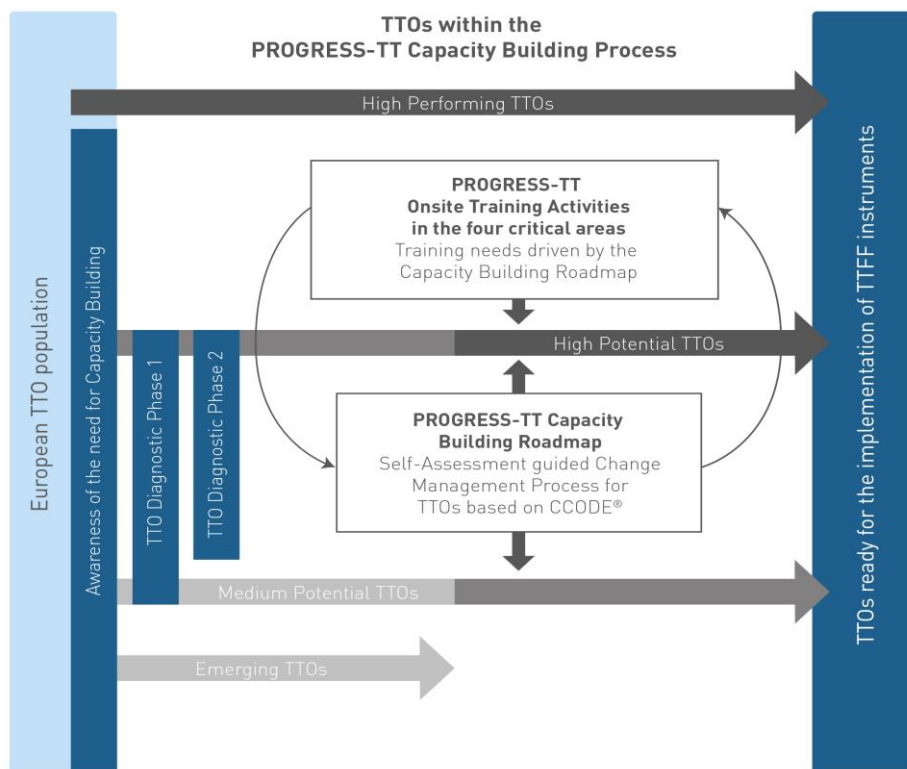 TTOs within the
PROGRESS-TT Capacity Building Process
European TTO population
Awareness of the need for Capacity Building
High Performing TTOs
PROGRESS-TT
Onsite Training Activities
in the four critical areas
Training needs driven by the
Capacity Building Roadmap
TTO Diagnostic Phase 1
TTO Diagnostic Phase 2
High Potential TTOs
PROGRESS-TT Capacity
Building Roadmap
Self-Assessment guided Change
Management Process for
TTOs based on CCODE®
Medium Potential TTOs
Emerging TTOs
TTOs ready for the implementation of TTFF instruments